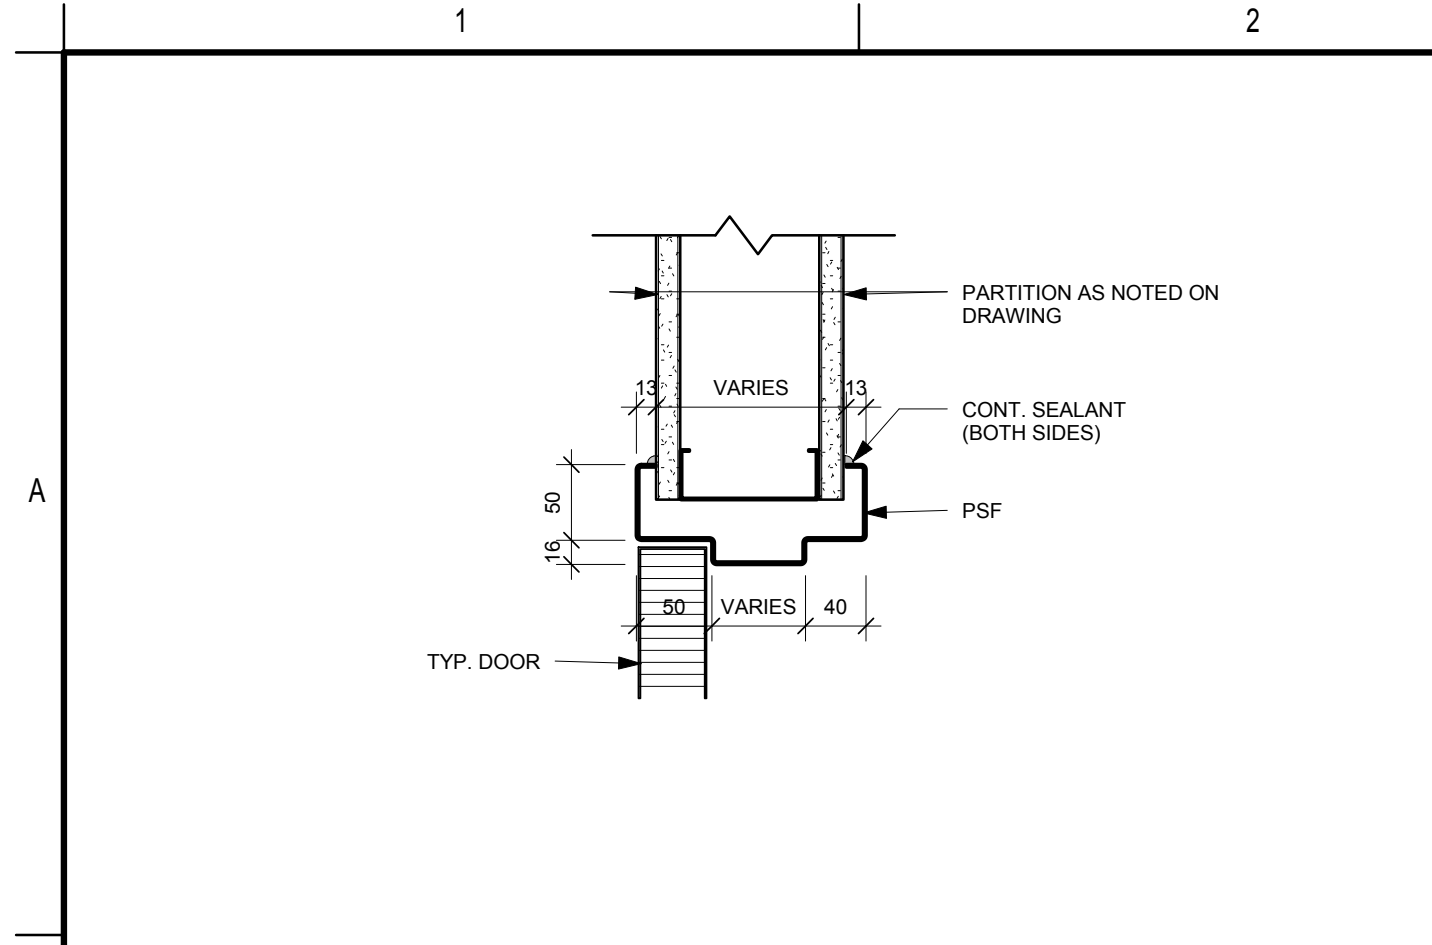 1
2
PARTITION AS NOTED ON
DRAWING
13
VARIES
13
CONT. SEALANT
(BOTH SIDES)
A
50
PSF
16
50
VARIES
40
TYP. DOOR